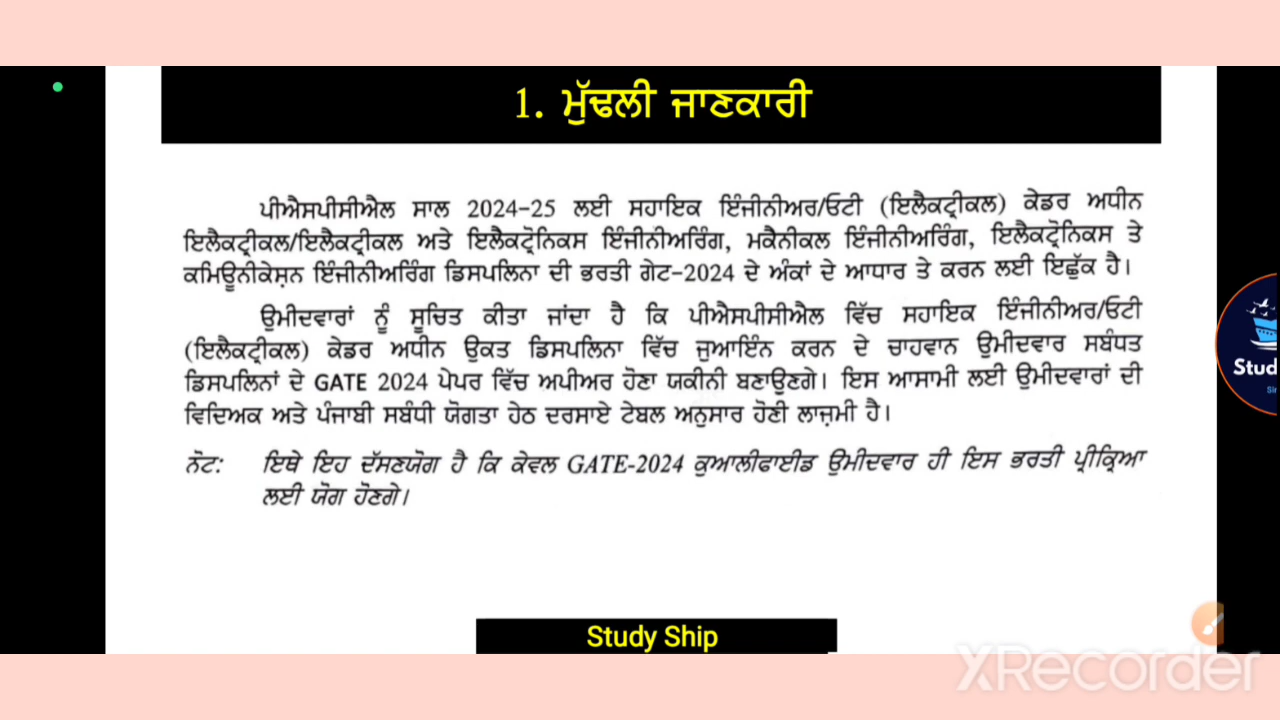 1. ਮੁੱਢਲੀ ਜਾਣਕਾਰੀ
ਪੀਐਸਪੀਸੀਐਲ ਸਾਲ 2024-25 ਲਈ ਸਹਾਇਕ ਇੰਜੀਨੀਅਰ/ਓਟੀ (ਇਲੈਕਟ੍ਰੀਕਲ) ਕੇਡਰ ਅਧੀਨ
ਇਲੈਕਟ੍ਰੀਕਲ/ਇਲੈਕਟ੍ਰੀਕਲ ਅਤੇ ਇਲੈਕਟ੍ਰੋਨਿਕਸ ਇੰਜੀਨੀਅਰਿੰਗ, ਮਕੈਨੀਕਲ ਇੰਜੀਨੀਅਰਿੰਗ, ਇਲੈਕਟ੍ਰੋਨਿਕਸ ਤੇ
ਕਮਿਊਨੀਕੇਸ਼ਨ ਇੰਜੀਨੀਅਰਿੰਗ ਡਿਸਪਲਿਨਾ ਦੀ ਭਰਤੀ ਗੇਟ-2024 ਦੇ ਅੰਕਾਂ ਦੇ ਆਧਾਰ ਤੇ ਕਰਨ ਲਈ ਇਛੁੱਕ ਹੈ।
ਉਮੀਦਵਾਰਾਂ ਨੂੰ ਸੂਚਿਤ ਕੀਤਾ ਜਾਂਦਾ ਹੈ ਕਿ ਪੀਐਸਪੀਸੀਐਲ ਵਿੱਚ ਸਹਾਇਕ ਇੰਜੀਨੀਅਰ/ਓਟੀ
(ਇਲੈਕਟ੍ਰੀਕਲ) ਕੇਡਰ ਅਧੀਨ ਉਕਤ ਡਿਸਪਲਿਨਾ ਵਿੱਚ ਜੁਆਇੰਨ ਕਰਨ ਦੇ ਚਾਹਵਾਨ ਉਮੀਦਵਾਰ ਸਬੰਧਤ
ਡਿਸਪਲਿਨਾਂ ਦੇ GATE 2024 ਪੇਪਰ ਵਿੱਚ ਅਪੀਅਰ ਹੋਣਾ ਯਕੀਨੀ ਬਣਾਉਣਗੇ। ਇਸ ਆਸਾਮੀ ਲਈ ਉਮੀਦਵਾਰਾਂ ਦੀ
ਵਿਦਿਅਕ ਅਤੇ ਪੰਜਾਬੀ ਸਬੰਧੀ ਯੋਗਤਾ ਹੇਠ ਦਰਸਾਏ ਟੇਬਲ ਅਨੁਸਾਰ ਹੋਣੀ ਲਾਜ਼ਮੀ ਹੈ।
ਨੋਟ: ਇਥੇ ਇਹ ਦੱਸਣਯੋਗ ਹੈ ਕਿ ਕੇਵਲ GATE-2024 ਕੁਆਲੀਫਾਈਡ ਉਮੀਦਵਾਰ ਹੀ ਇਸ ਭਰਤੀ ਪ੍ਰੀਕ੍ਰਿਆ
ਲਈ ਯੋਗ ਹੋਣਗੇ।
Study Ship
XRecorder